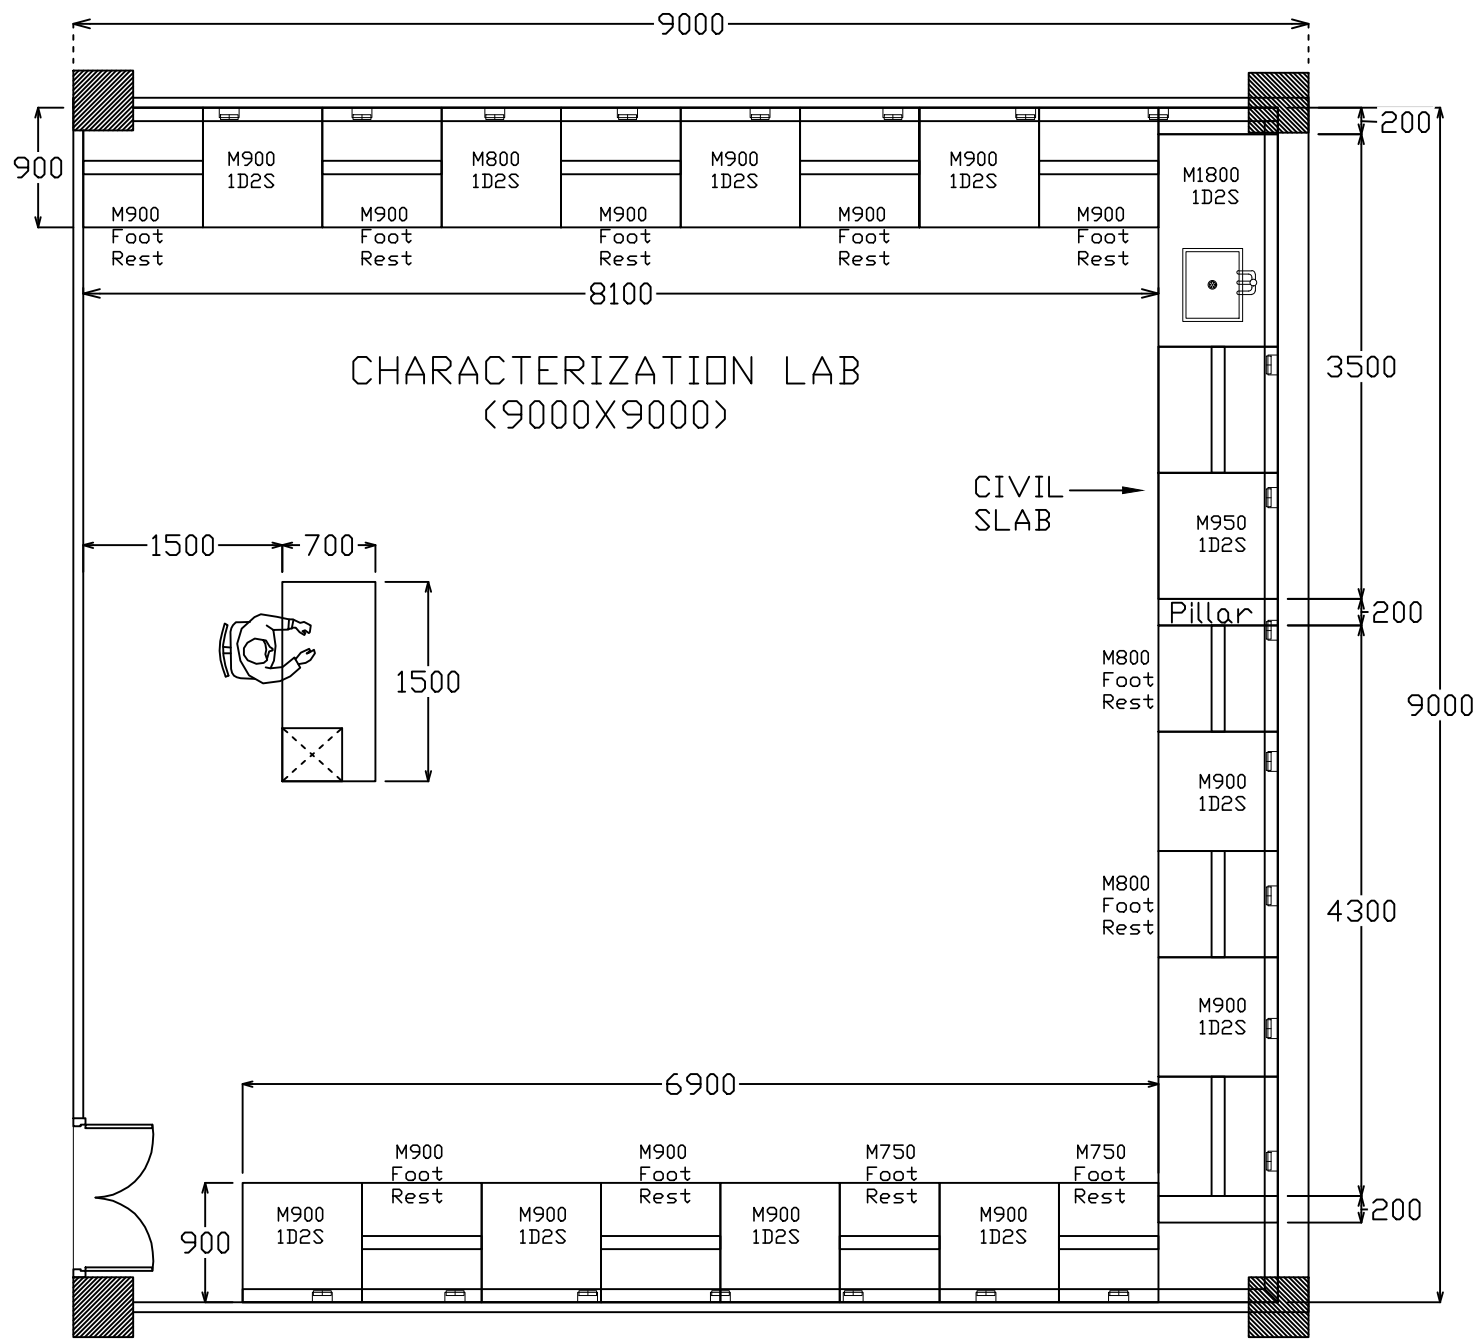 9000
200
900
M900
1D2S
M800
1D2S
M900
1D2S
M900
1D2S
M1800
1D2S
M900
Foot
Rest
M900
Foot
Rest
M900
Foot
Rest
M900
Foot
Rest
M900
Foot
Rest
8100
CHARACTERIZATION LAB
(9000X9000)
3500
CIVIL
SLAB
M950
1D2S
1500
700
Pillar
200
1500
M800
Foot
Rest
9000
M900
1D2S
M800
Foot
Rest
4300
M900
1D2S
6900
M900
Foot
Rest
M900
Foot
Rest
M750
Foot
Rest
M750
Foot
Rest
200
900
M900
1D2S
M900
1D2S
M900
1D2S
M900
1D2S